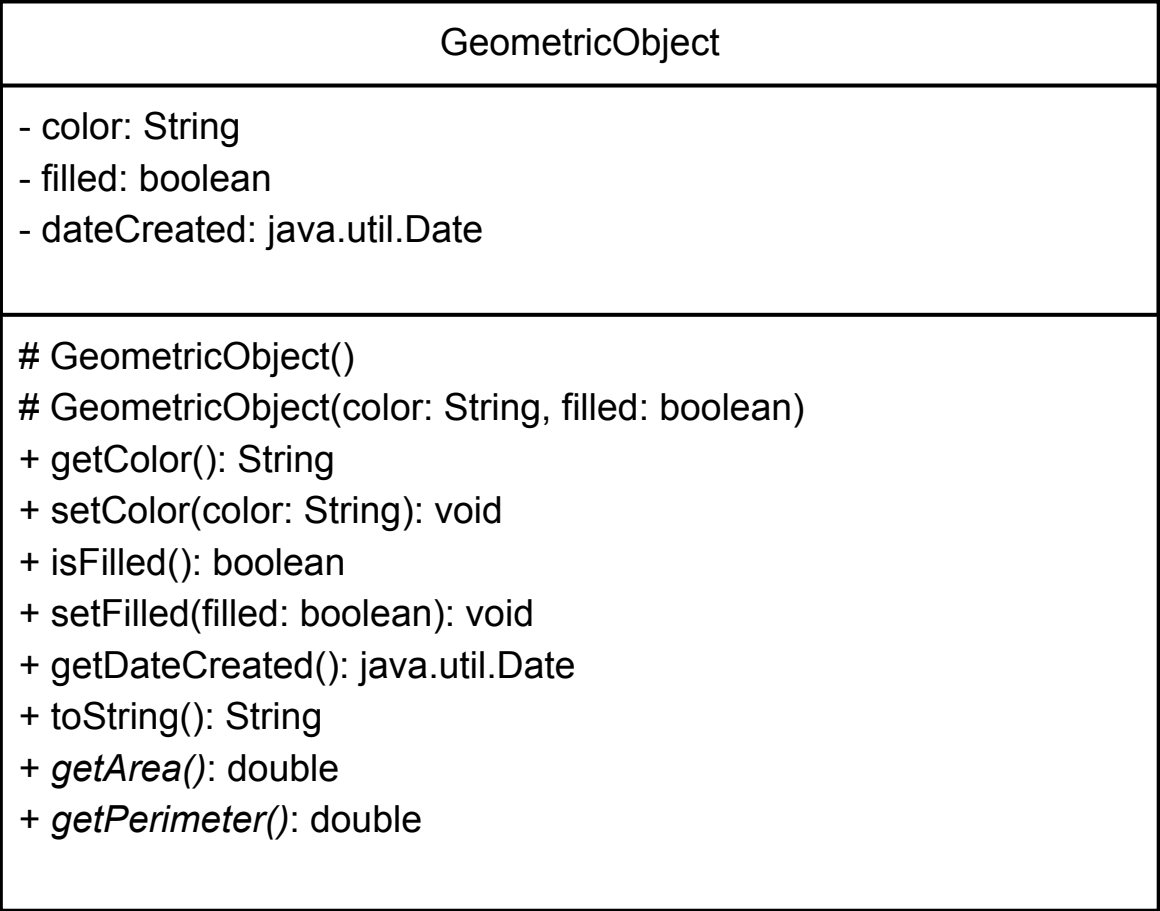 GeometricObject
- color: String
- filled: boolean
- dateCreated: java.util.Date
# GeometricObject()
# GeometricObject(color: String, filled: boolean)
+ getColor(): String
+ setColor(color: String): void
+ isFilled(): boolean
+ setFilled(filled: boolean): void
+ getDateCreated(): java.util.Date
+ toString(): String
+ getArea(): double
+ getPerimeter(): double